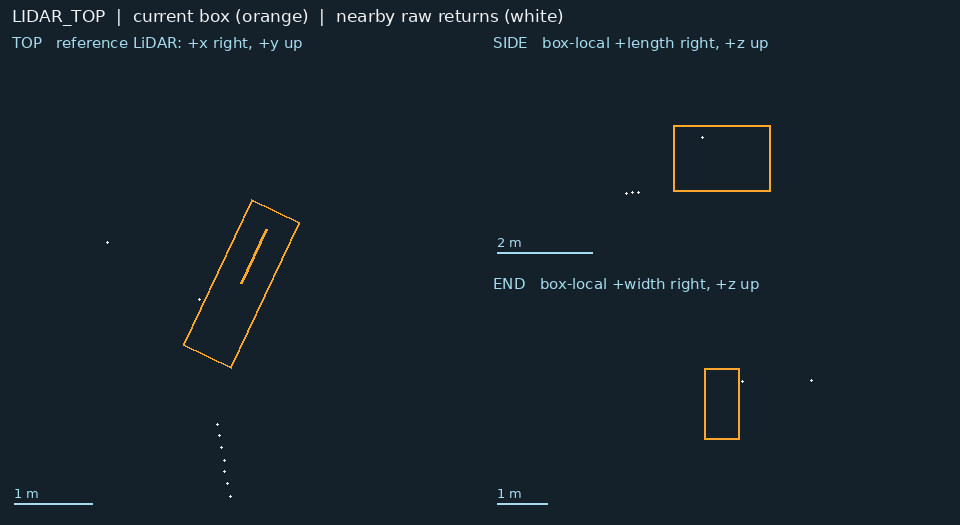 LIDAR_TOP | current box (orange) | nearby raw returns (white)
TOP reference LiDAR: +x right, +y up
SIDE box-local +length right, +z up
2 m
END box-local +width right, +z up
1 m
1 m